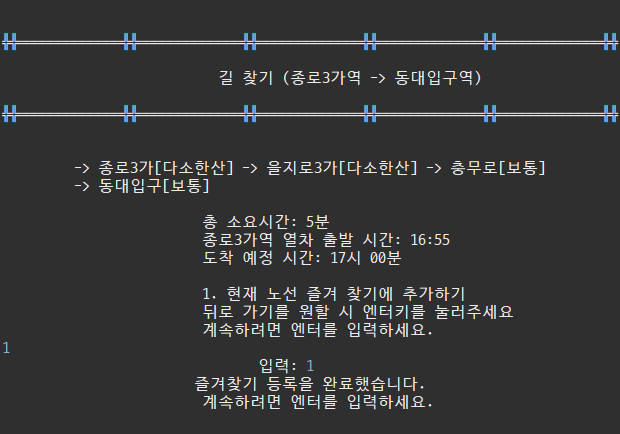 길 찾기 (종로3가역 -> 동대입구역)
-> 종로3가[다소한산] -> 을지로3가[다소한산] -> 충무로[보통]
-> 동대입구[보통]
총 소요시간: 5분
종로3가역 열차 출발 시간: 16:55
도착 예정 시간: 17시 00분
1. 현재 노선 즐겨 찾기에 추가하기
뒤로 가기를 원할 시 엔터키를 눌러주세요
계속하려면 엔터를 입력하세요.
1
입력: 1
즐겨찾기 등록을 완료했습니다.
계속하려면 엔터를 입력하세요.